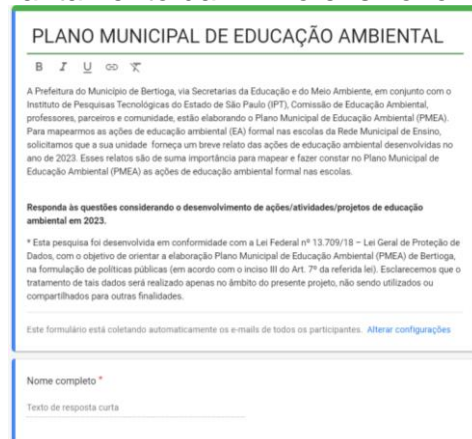 PLANO MUNICIPAL DE EDUCAÇÃO AMBIENTAL
B I U
A Prefeitura do Município de Bertioga, via Secretarias da Educação e do Meio Ambiente, em conjunto com o
Instituto de Pesquisas Tecnológicas do Estado de São Paulo (IPT), Comissão de Educação Ambiental,
professores, parceiros e comunidade, estão elaborando o Plano Municipal de Educação Ambiental (PMEA).
Para mapearmos as ações de educação ambiental (EA) formal nas escolas da Rede Municipal de Ensino,
solicitamos que a sua unidade forneça um breve relato das ações de educação ambiental desenvolvidas no
ano de 2023. Esses relatos são de suma importância para mapear e fazer constar no Plano Municipal de
Educação Ambiental (PMEA) as ações de educação ambiental formal nas escolas.
Responda às questões considerando o desenvolvimento de ações/atividades/projetos de educação
ambiental em 2023.
* Esta pesquisa foi desenvolvida em conformidade com a Lei Federal nº 13.709/18 – Lei Geral de Proteção de
Dados, com o objetivo de orientar a elaboração Plano Municipal de Educação Ambiental (PMEA) de Bertioga,
na formulação de políticas públicas (em acordo com o inciso III do Art. 7º da referida lei). Esclarecemos que o
tratamento de tais dados será realizado apenas no âmbito do presente projeto, não sendo utilizados ou
compartilhados para outras finalidades.
Este formulário está coletando automaticamente os e-mails de todos os participantes. Alterar configurações
Nome completo *
Texto de resposta curta